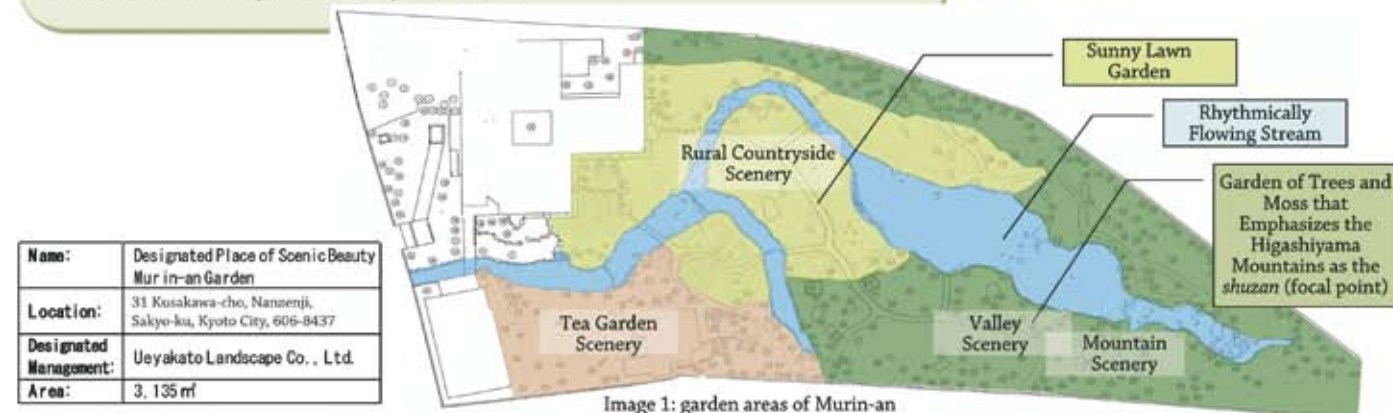 Sunny Lawn
Garden
Rhythmically
Flowing Stream
Rural Countryside
Scenery
Garden of Trees and
Moss that
Emphasizes the
Higashiyama
Mountains as the
shuzan (focal point)
Name: Designated Place of Scenic Beauty
Murin-an Garden
Location: 31 Kusakawa-cho, Nanzenji,
Sakyo-ku, Kyoto City, 606-8437
Designated
Management: Ueyakato Landscape Co., Ltd.
Area: 3,135㎡
Tea Garden
Scenery
Valley
Scenery
Mountain
Scenery
Image 1: garden areas of Murin-an